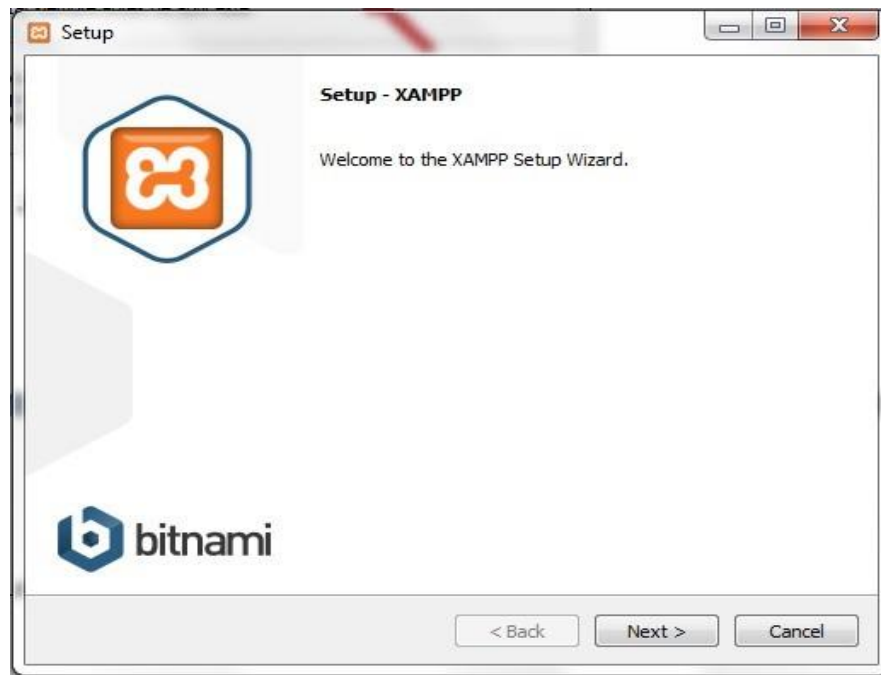 Setup
Setup - XAMPP
Welcome to the XAMPP Setup Wizard.
bitnami
< Back Next > Cancel